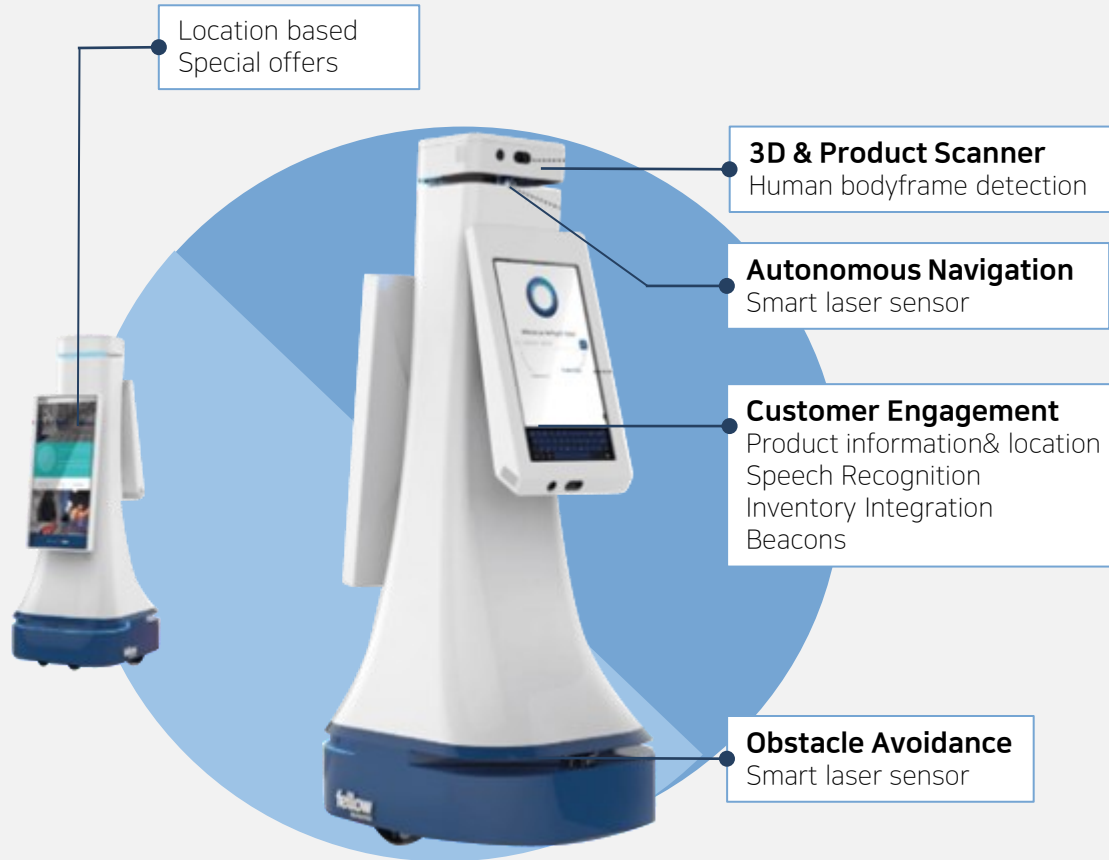 Location based
Special offers
3D & Product Scanner
Human bodyframe detection
Autonomous Navigation
Smart laser sensor
Customer Engagement
Product information& location
Speech Recognition
Inventory Integration
Beacons
Obstacle Avoidance
Smart laser sensor
fellow